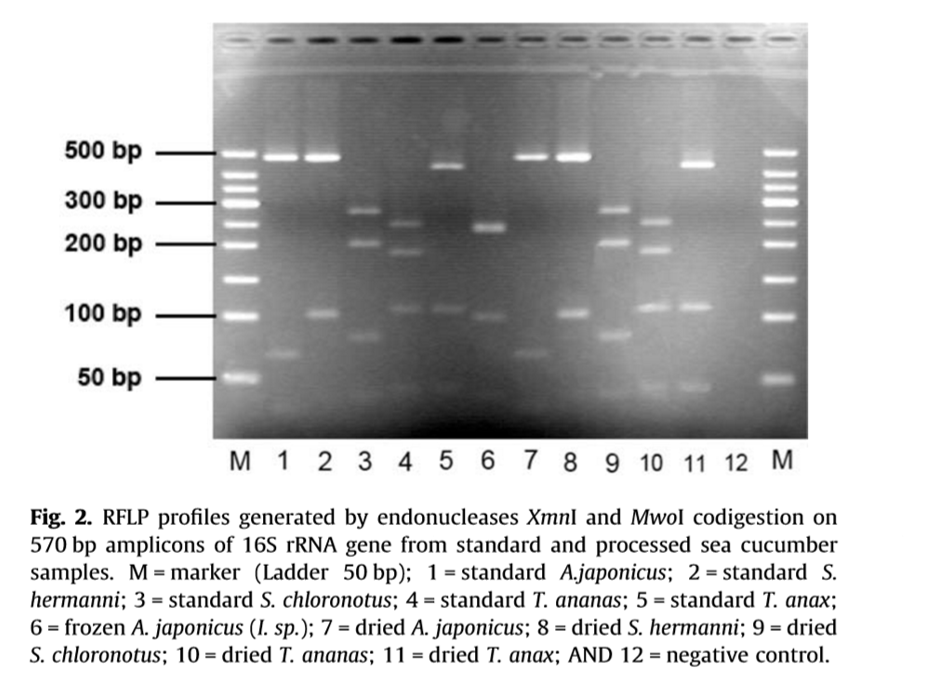 500 bp
300 bp
200 bp
100 bp
50 bp
M 1 2 3 4 5 6 7 8 9 10 11 12 M
Fig. 2. RFLP profiles generated by endonucleases XmnI and MwoI codigestion on
570 bp amplicons of 16S rRNA gene from standard and processed sea cucumber
samples. M = marker (Ladder 50 bp); 1 = standard A.japonicus; 2 = standard S.
hermanni; 3 = standard S. chloronotus; 4 = standard T. ananas; 5 = standard T. anax;
6 = frozen A. japonicus (I. sp.); 7 = dried A. japonicus; 8 = dried S. hermanni; 9 = dried
S. chloronotus; 10 = dried T. ananas; 11 = dried T. anax; AND 12 = negative control.